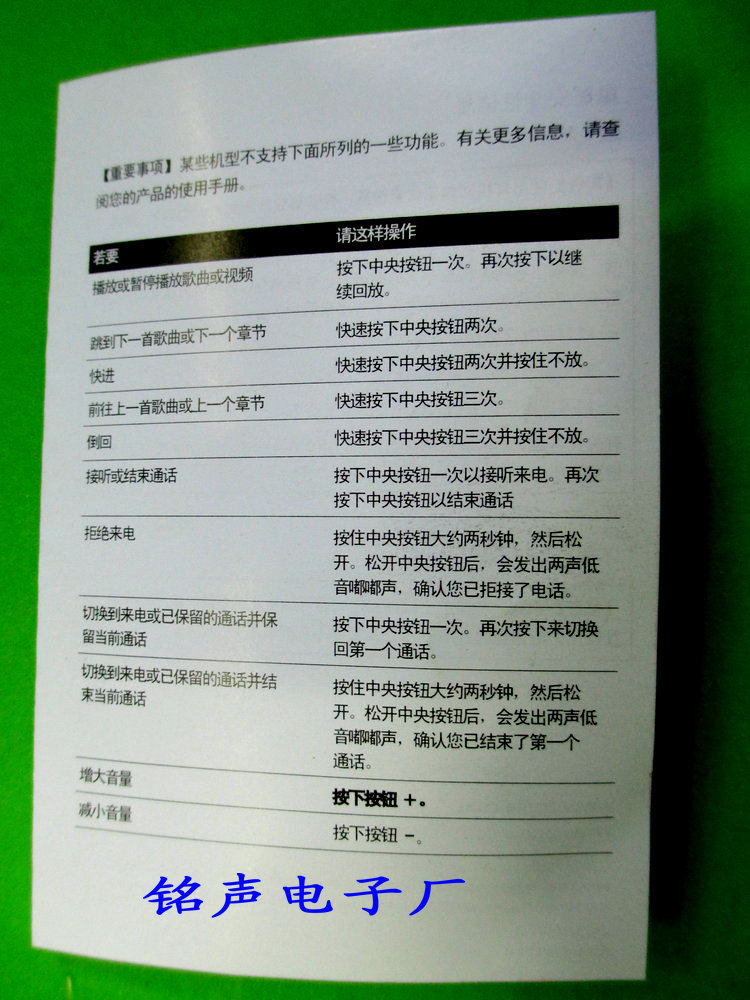 【重要事项】某些机型不支持下面所列的一些功能。有关更多信息，请查
阅您的产品的使用手册。
若要 请这样操作
播放或暂停播放歌曲或视频 按下中央按钮一次。再次按下以继
续回放。
跳到下一首歌曲或下一个章节 快速按下中央按钮两次。
快进 快速按下中央按钮两次并按住不放。
前往上一首歌曲或上一个章节 快速按下中央按钮三次。
倒回 快速按下中央按钮三次并按住不放。
接听或结束通话 按下中央按钮一次以接听来电。再次
按下中央按钮以结束通话
拒绝来电 按住中央按钮大约两秒钟，然后松
开。松开中央按钮后，会发出两声低
音嘟嘟声，确认您已拒接了电话。
切换到来电或已保留的通话并保
留当前通话
按下中央按钮一次。再次按下来切换
回第一个通话。
切换到来电或已保留的通话并结
束当前通话
按住中央按钮大约两秒钟，然后松
开。松开中央按钮后，会发出两声低
音嘟嘟声，确认您已结束了第一个
通话。
增大音量 按下按钮 +。
减小音量 按下按钮 −。
铭声电子厂